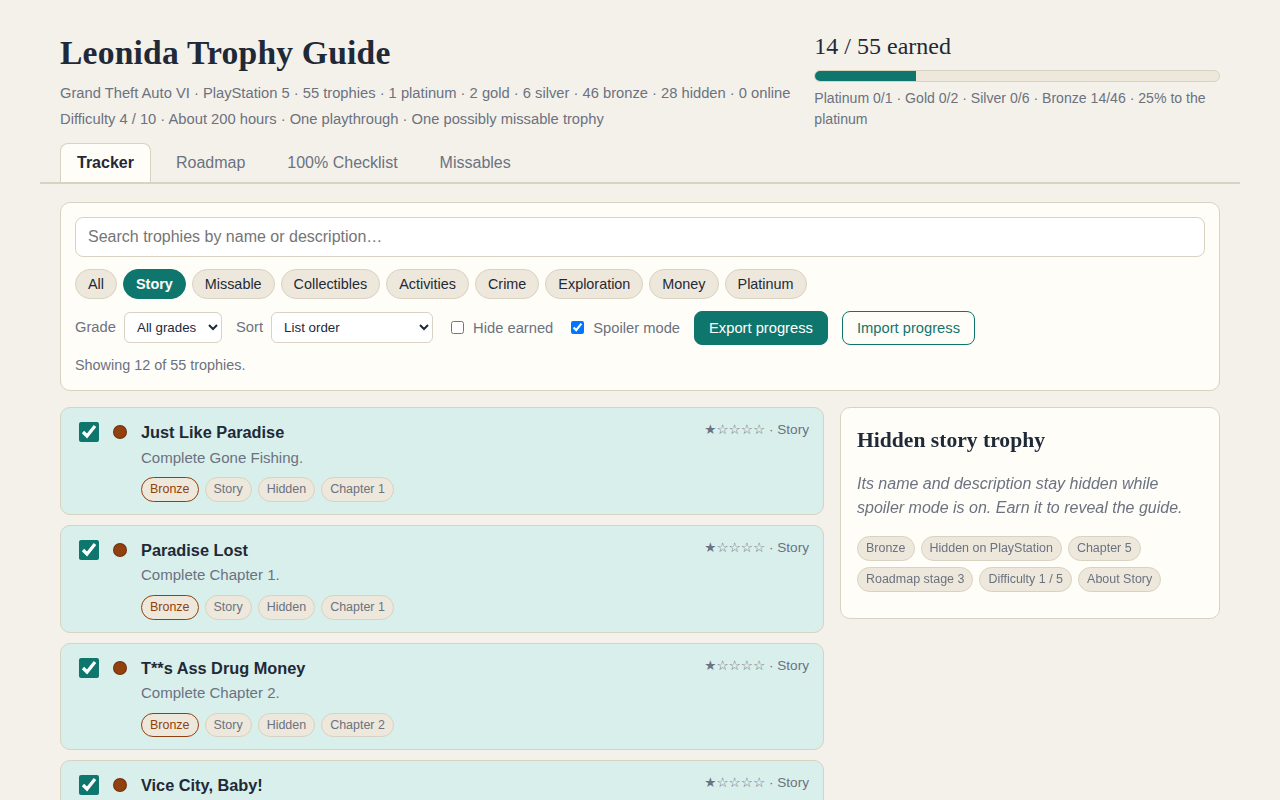 Leonida Trophy Guide
14 / 55 earned
Grand Theft Auto VI · PlayStation 5 · 55 trophies · 1 platinum · 2 gold · 6 silver · 46 bronze · 28 hidden · 0 online
Difficulty 4 / 10 · About 200 hours · One playthrough · One possibly missable trophy
Platinum 0/1 · Gold 0/2 · Silver 0/6 · Bronze 14/46 · 25% to the
platinum
Tracker Roadmap 100% Checklist Missables
Search trophies by name or description…
All Story Missable Collectibles Activities Crime Exploration Money Platinum
Grade All grades Sort List order Hide earned Spoiler mode Export progress Import progress
Showing 12 of 55 trophies.
Just Like Paradise
★☆☆☆☆ · Story
Complete Gone Fishing.
Bronze Story Hidden Chapter 1
Paradise Lost
★☆☆☆☆ · Story
Complete Chapter 1.
Bronze Story Hidden Chapter 1
T**s Ass Drug Money
★☆☆☆☆ · Story
Complete Chapter 2.
Bronze Story Hidden Chapter 2
Vice City, Baby!
★☆☆☆☆ · Story
Hidden story trophy
Its name and description stay hidden while
spoiler mode is on. Earn it to reveal the guide.
Bronze Hidden on PlayStation Chapter 5
Roadmap stage 3 Difficulty 1 / 5 About Story